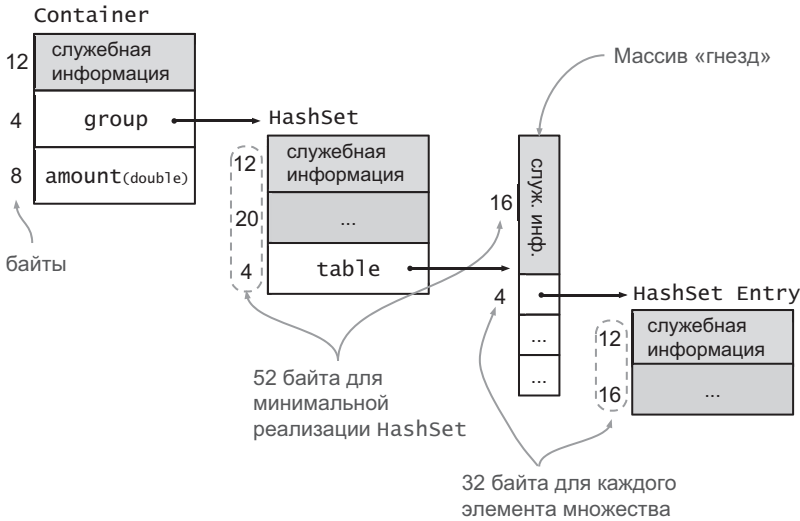 Container
12
служебная
информация
4
group
8
amount(double)
байты
HashSet
12
служебная
информация
20
...
4
table
52 байта для
минимальной
реализации HashSet
Массив «гнезд»
16
служ. инф.
4
...
...
HashSet Entry
12
служебная
информация
16
...
32 байта для каждого
элемента множества